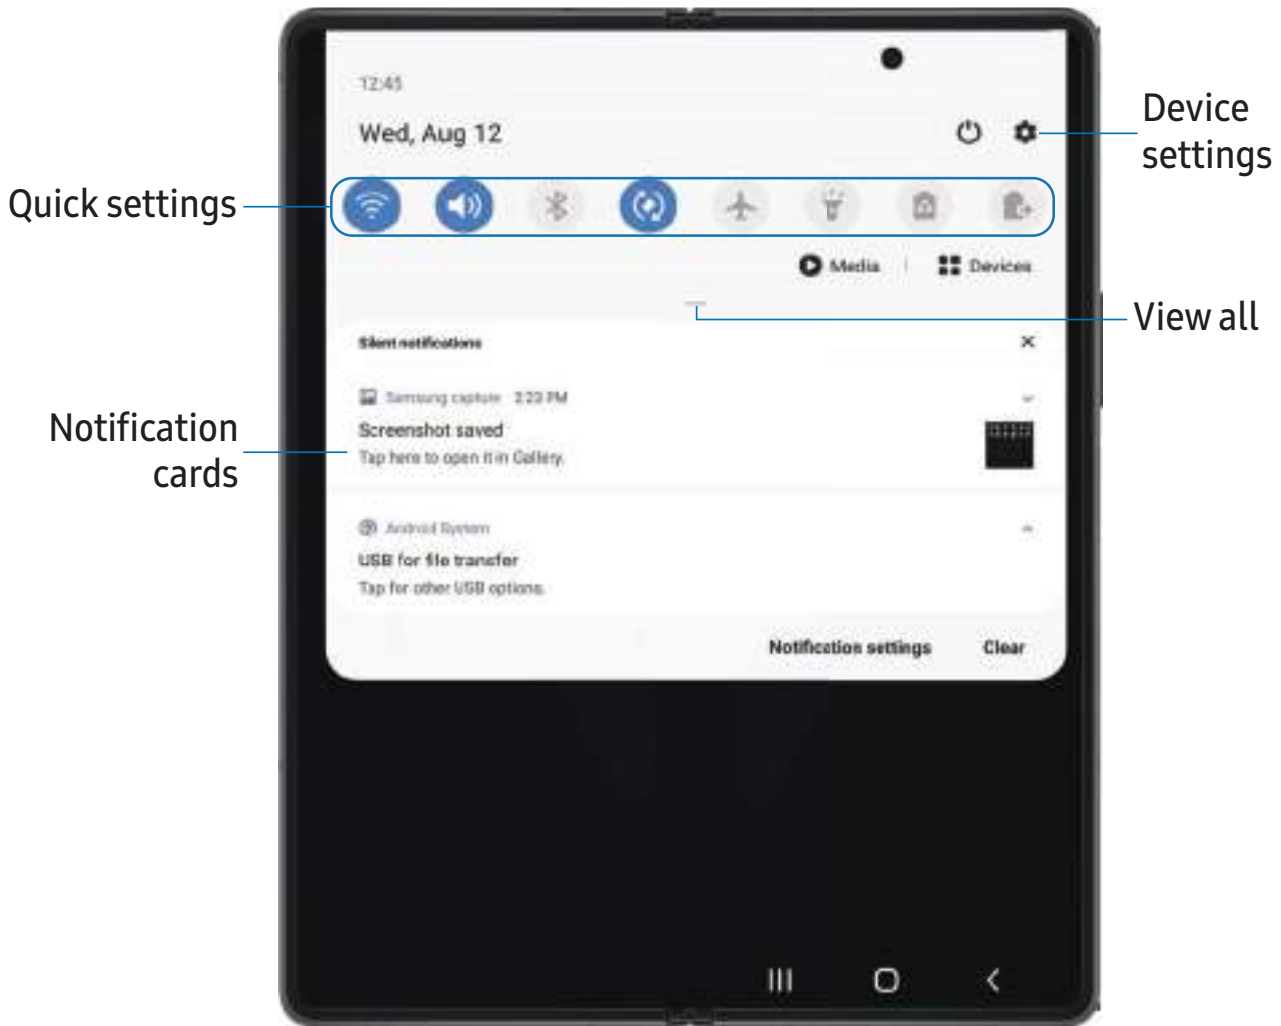 12:45
Wed, Aug 12
Device
settings
Quick settings
Media
Devices
View all
Silent notifications
Samsung capture 2:23 PM
Screenshot saved
Tap here to open it in Gallery.
Notification
cards
Android System
USB for file transfer
Tap for other USB options.
Notification settings
Clear